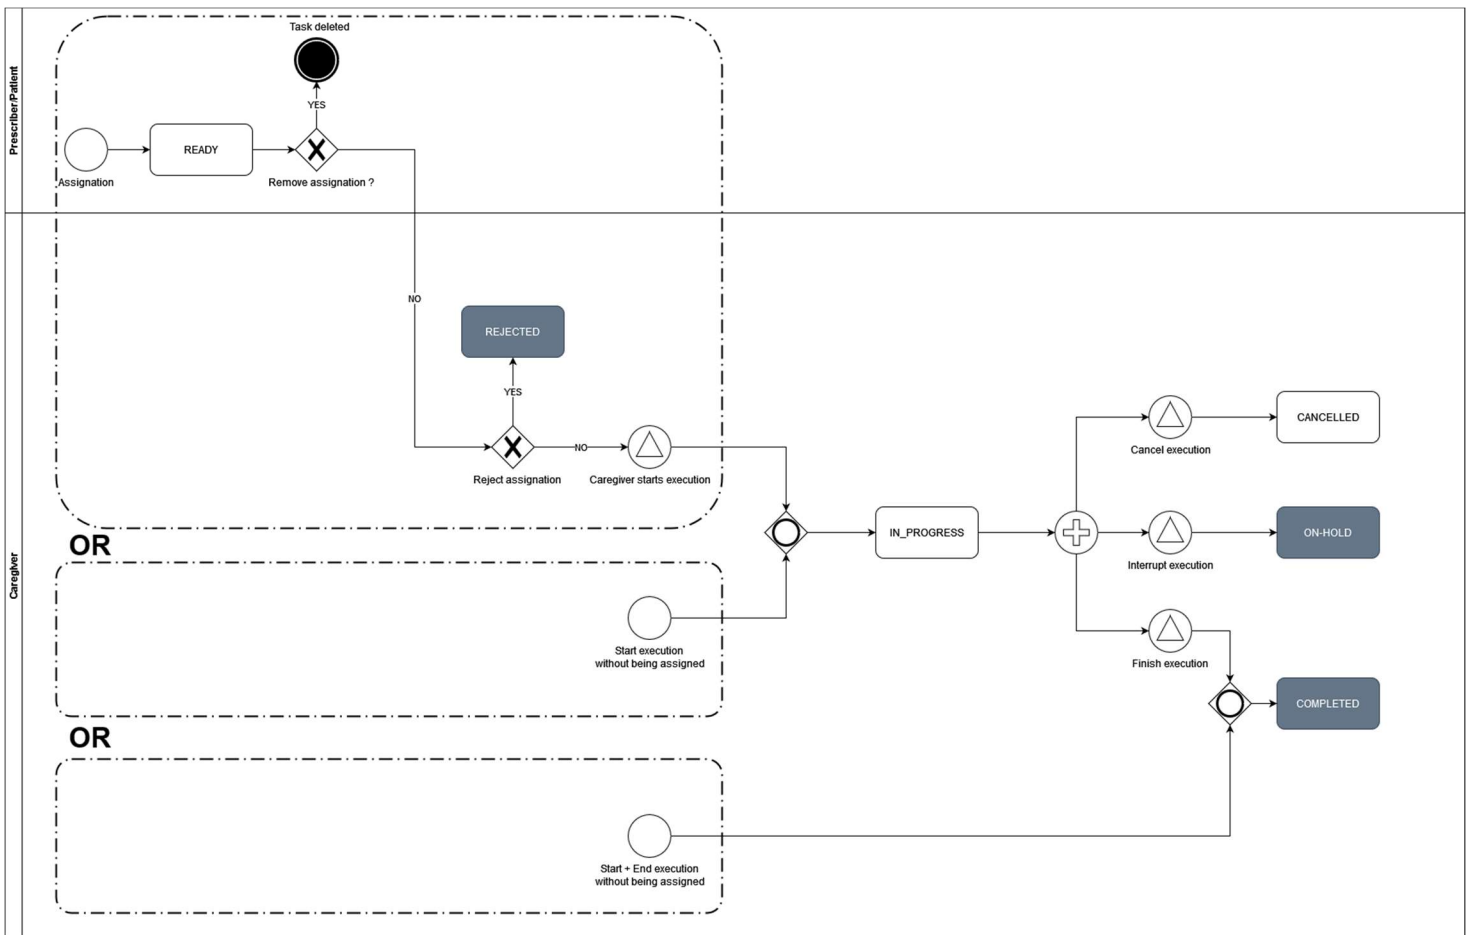 Prescriber/Patient
Task deleted
YES
Assignation
READY
Remove assignation ?
NO
Caregiver
REJECTED
YES
Reject assignation
NO
Caregiver starts execution
OR
Start execution
without being assigned
OR
Start + End execution
without being assigned
IN_PROGRESS
Cancel execution
CANCELLED
Interrupt execution
ON-HOLD
Finish execution
COMPLETED